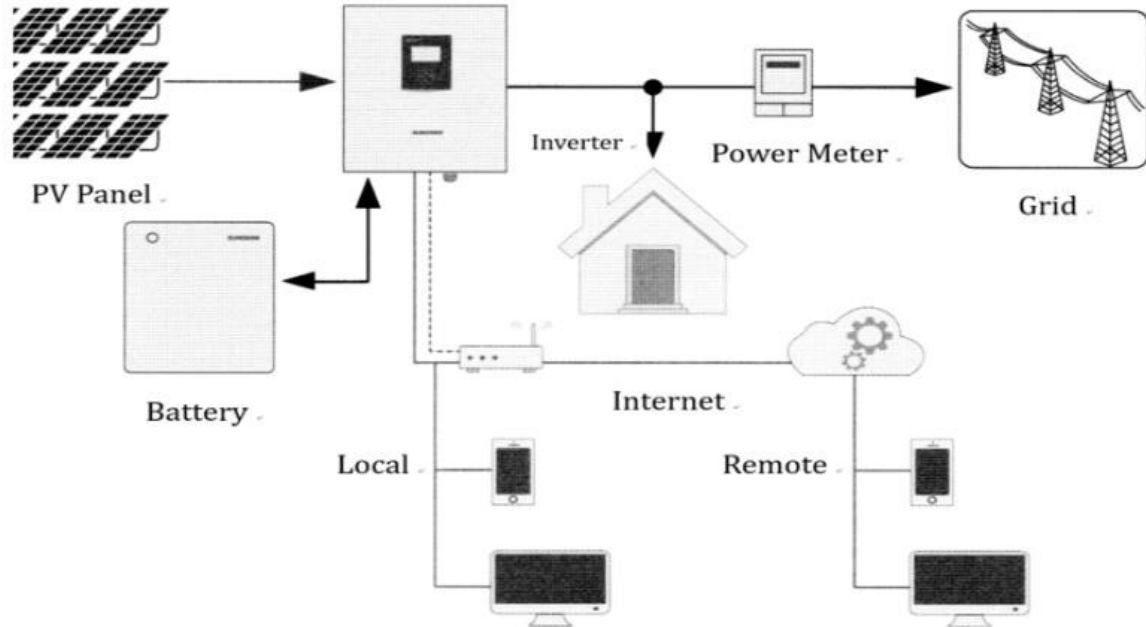 Inverter
Power Meter
PV Panel
Grid
Battery
Internet
Local
Remote